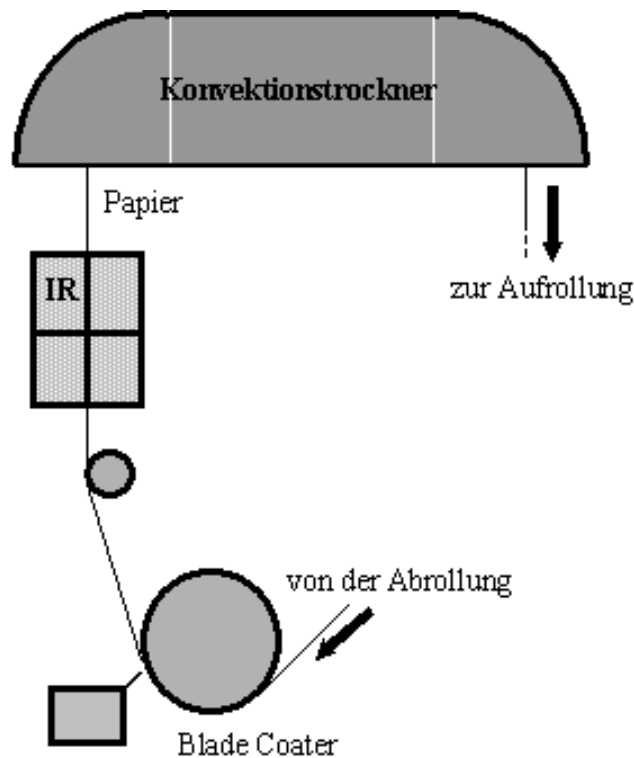 Konvektionstrockner
Papier
IR
zur Aufrollung
von der Abrollung
Blade Coater